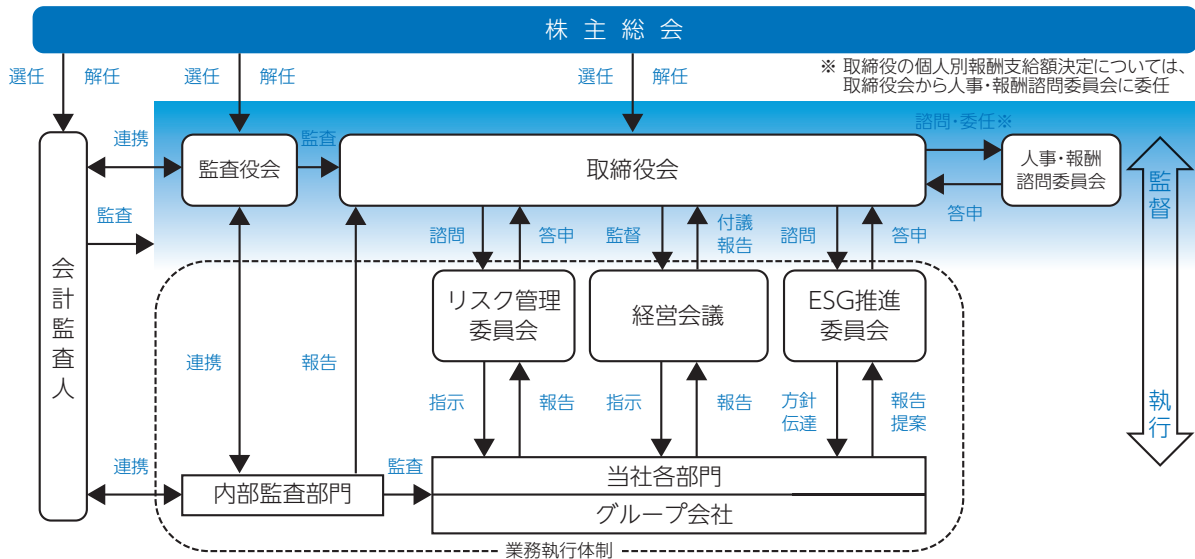 株主総会
選任
解任
選任
解任
選任
解任
※ 取締役の個人別報酬支給額決定については、
取締役会から人事・報酬諮問委員会に委任
連携
監査役会
監査
取締役会
諮問・委任※
答申
人事・報酬
諮問委員会
監督
執行
監査
会計監査人
諮問
答申
監督
付議
報告
諮問
答申
リスク管理
委員会
経営会議
ESG推進
委員会
連携
報告
指示
報告
指示
報告
方針
伝達
報告
提案
連携
内部監査部門
監査
当社各部門
グループ会社
業務執行体制